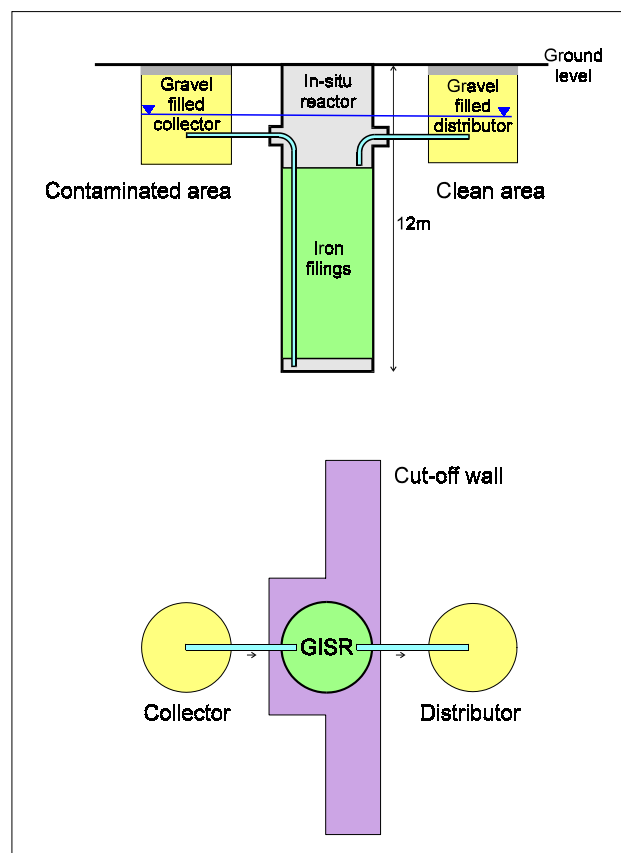 Ground
level
Gravel
filled
collector
In-situ
reactor
Gravel
filled
distributor
Contaminated area
Clean area
12m
Iron
filings
Cut-off wall
GISR
Collector
Distributor